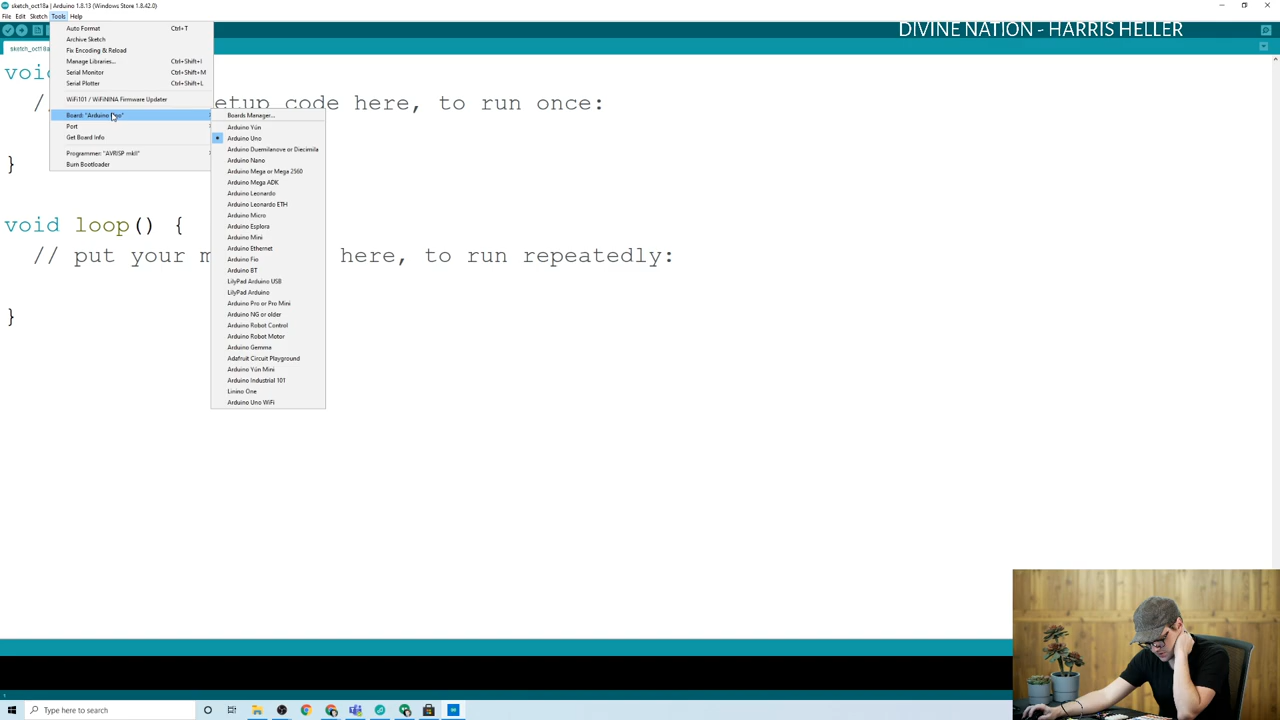 sketch_oct18a | Arduino 1.8.13 (Windows Store 1.8.42.0)
File Edit Sketch Tools Help
DIVINE NATION - HARRIS HELLER
sketch_oct18a
Auto Format Ctrl+T
Archive Sketch
Fix Encoding & Reload
Manage Libraries... Ctrl+Shift+I
Serial Monitor Ctrl+Shift+M
Serial Plotter Ctrl+Shift+L
WiFi101 / WiFiNINA Firmware Updater
Board: "Arduino Uno"
Port
Get Board Info
Programmer: "AVRISP mkII"
Burn Bootloader
Boards Manager...
Arduino Yún
Arduino Uno
Arduino Duemilanove or Diecimila
Arduino Nano
Arduino Mega or Mega 2560
Arduino Mega ADK
Arduino Leonardo
Arduino Leonardo ETH
Arduino Micro
Arduino Esplora
Arduino Mini
Arduino Ethernet
Arduino Fio
Arduino BT
LilyPad Arduino USB
LilyPad Arduino
Arduino Pro or Pro Mini
Arduino NG or older
Arduino Robot Control
Arduino Robot Motor
Arduino Gemma
Adafruit Circuit Playground
Arduino Yún Mini
Arduino Industrial 101
Linino One
Arduino Uno WiFi
void
// etup code here, to run once:
}
void loop() {
// put your m here, to run repeatedly:
}
1
Type here to search